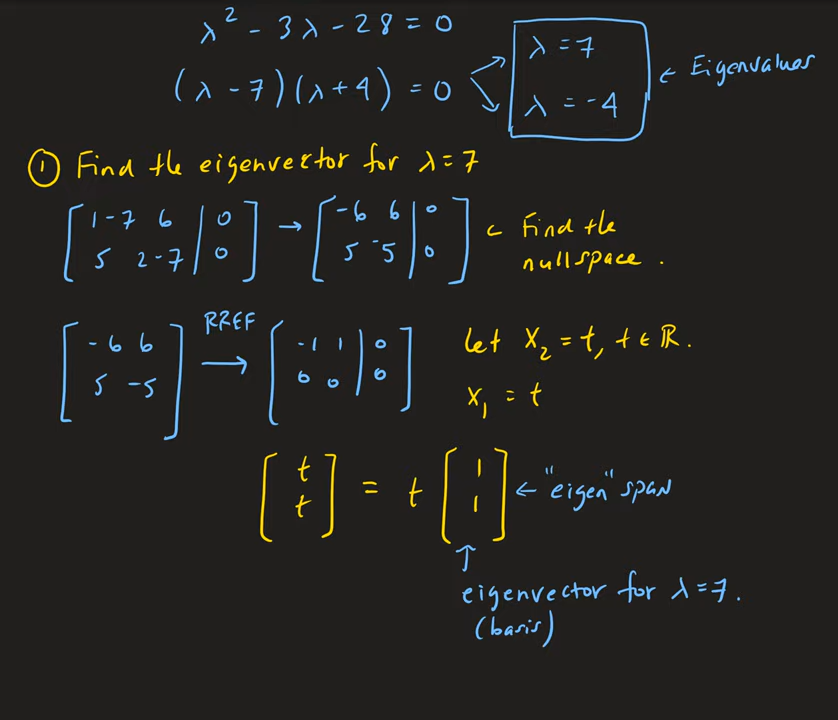 λ² - 3λ - 28 = 0
(λ - 7)(λ + 4) = 0
λ = 7
λ = -4
← Eigenvalues
① Find the eigenvector for λ = 7
[ 1-7 6 | 0 ] → [ -6 6 | 0 ]
[ 5 2-7 | 0 ] [ 5 -5 | 0 ]
← Find the
nullspace.
[ -6 6 ] RREF → [ -1 1 | 0 ]
[ 5 -5 ] [ 0 0 | 0 ]
Let x₂ = t, t ∈ ℝ.
x₁ = t
[ t ] = t [ 1 ] ← "eigen" span
[ t ] [ 1 ]
↑
eigenvector for λ = 7.
(basis)